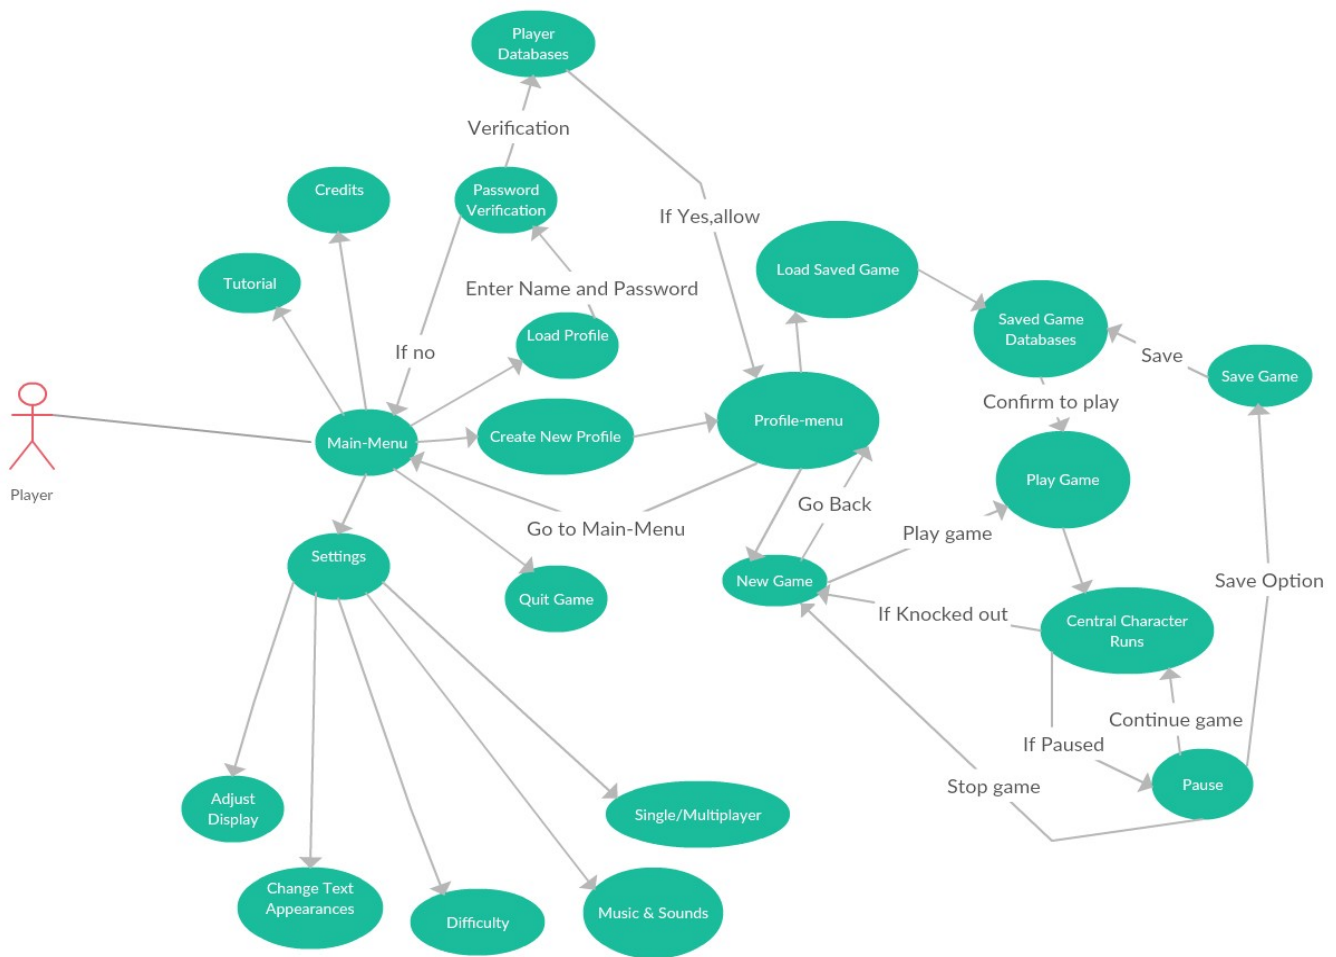 Player
Databases
Verification
Credits
Password
Verification
If Yes,allow
Tutorial
Load Saved Game
Enter Name and Password
Saved Game
Databases
Load Profile
If no
Save
Save Game
Confirm to play
Profile-menu
Create New Profile
Main-Menu
Player
Play Game
Go Back
Go to Main-Menu
Play game
Settings
New Game
Quit Game
Save Option
If Knocked out
Central Character
Runs
Continue game
If Paused
Stop game
Pause
Adjust
Display
Single/Multiplayer
Change Text
Appearances
Difficulty
Music & Sounds